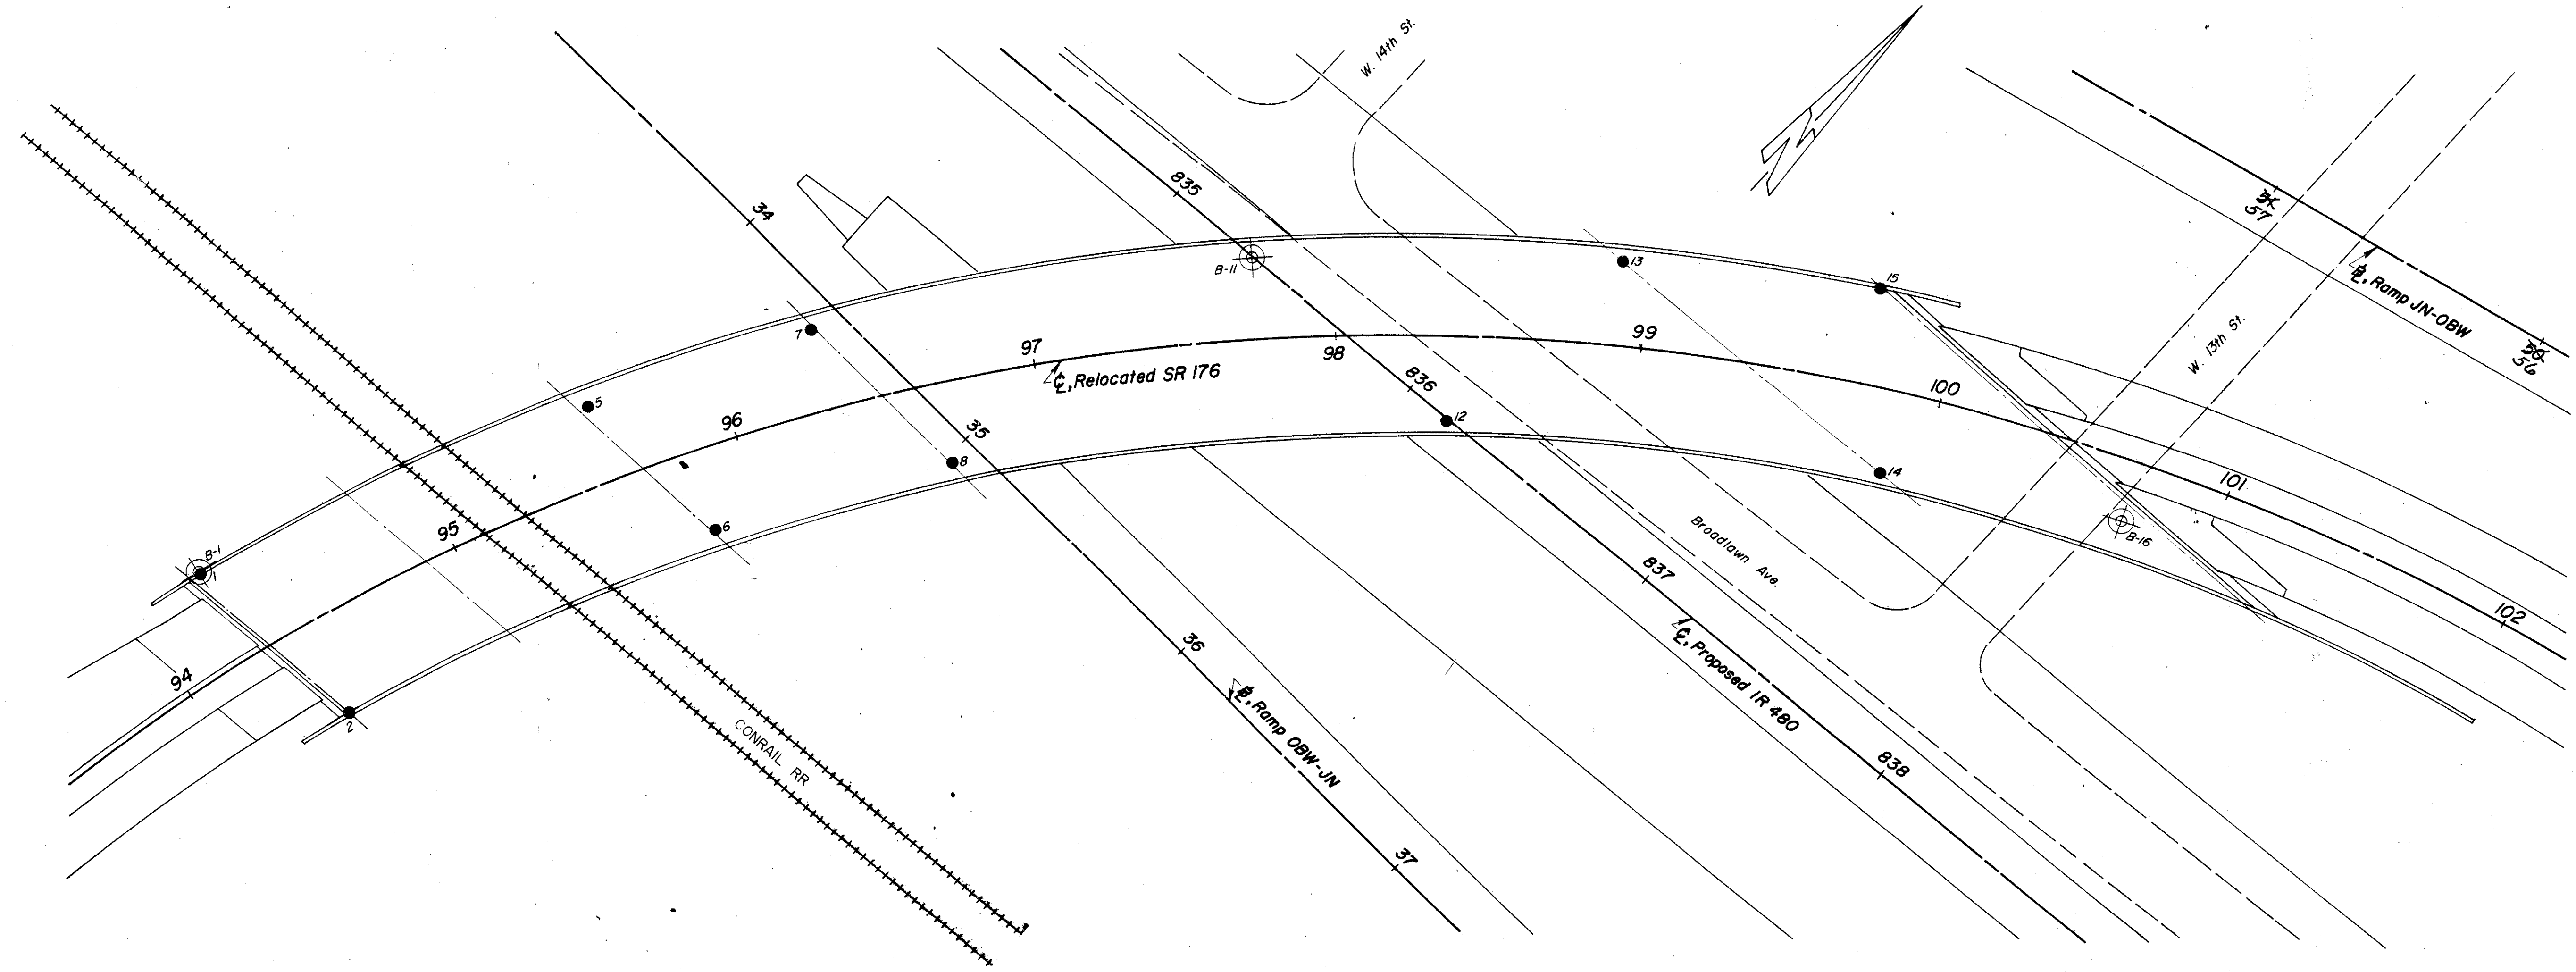 W. 14th St.
N
835
34
57
B-11
13
15
℄, Ramp JN-OBW
7
99
97
98
W. 13th St.
56
℄, Relocated SR 176
836
100
5
12
96
35
8
14
101
6
95
Broadlawn Ave.
B-16
B-1
1
837
102
36
94
℄, Proposed IR 480
2
℄, Ramp OBW-JN
CONRAIL RR
838
37